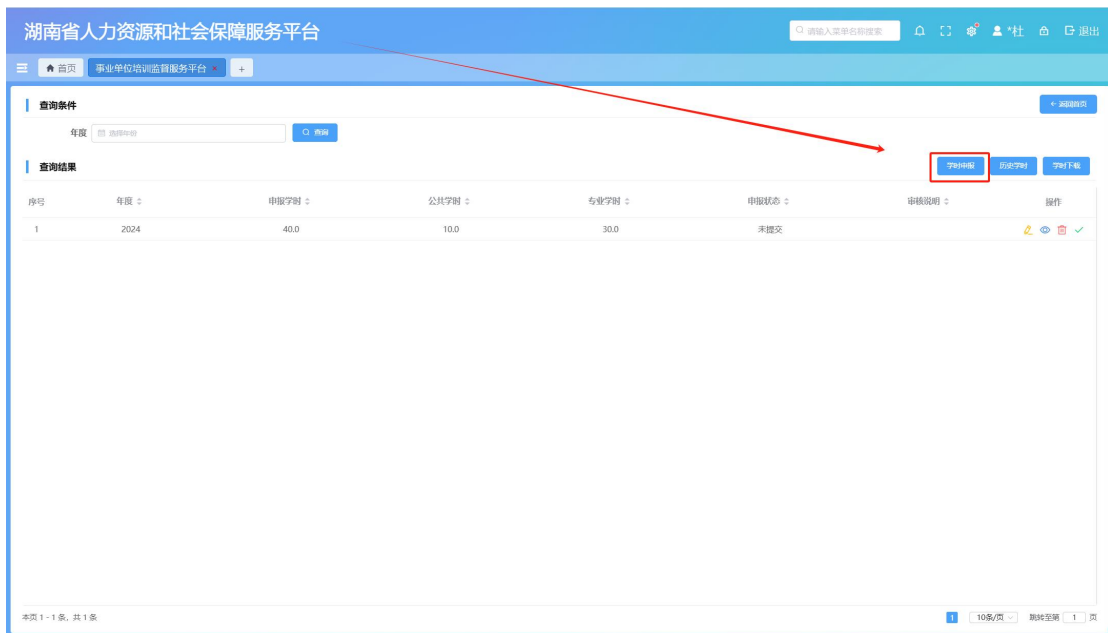 湖南省人力资源和社会保障服务平台 请输入菜单名称搜索 *杜 退出
首页 事业单位培训监督服务平台 × +
查询条件 ← 返回首页
年度 选择年份 查询
查询结果 学时申报 历史学时 学时下载
序号 年度 申报学时 公共学时 专业学时 申报状态 审核说明 操作
1 2024 40.0 10.0 30.0 未提交
本页 1 - 1 条, 共 1 条 1 10条/页 跳转至第 1 页